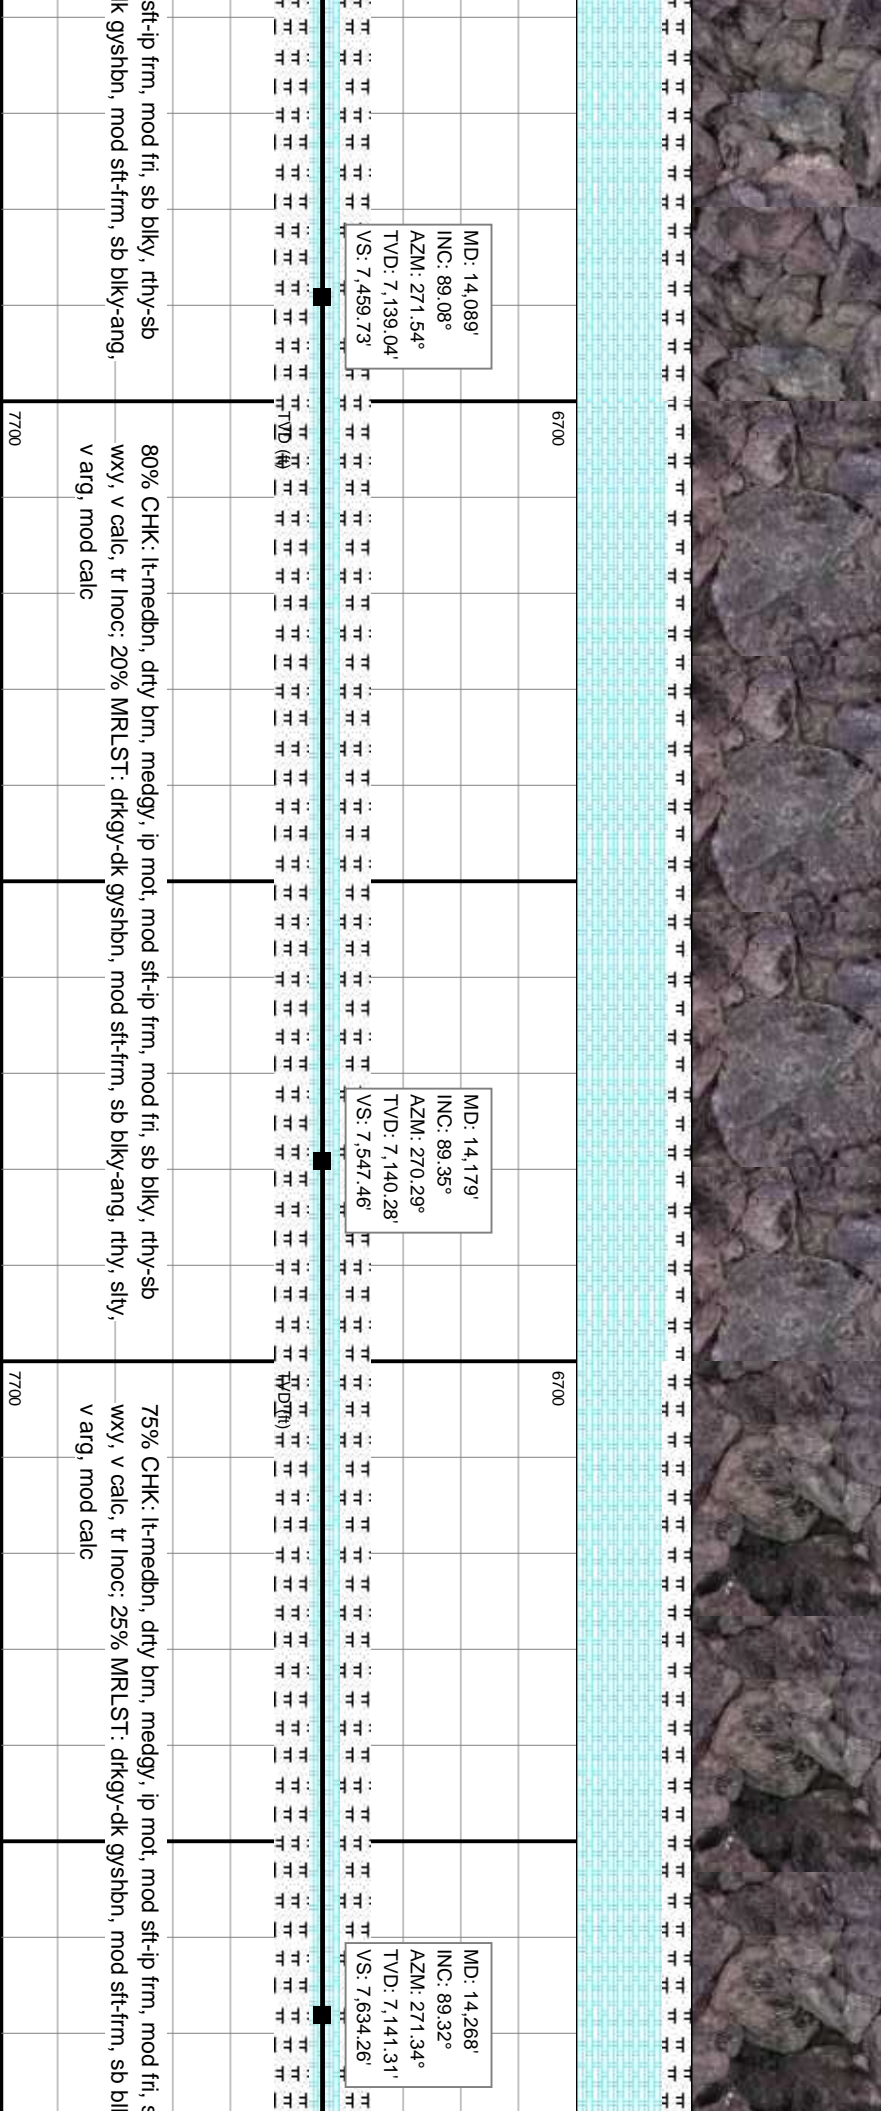 sft-ip frm, mod fri, sb blky, rthy-sb
gyshbn, mod sft-frm, sb blky-ang,
MD: 14,089'
INC: 89.08°
AZM: 271.54°
TVD: 7,139.04'
VS: 7,459.73'
6700
TVD (ft)
7700
80% CHK: lt-medbn, drty brn, medgy, ip mot, mod sft-ip frm, mod fri, sb blky, rthy-sb
wxy, v calc, tr Inoc; 20% MRLST: drkgy-dk gyshbn, mod sft-frm, sb blky-ang, rthy, slty,
v arg, mod calc
MD: 14,179'
INC: 89.35°
AZM: 270.29°
TVD: 7,140.28'
VS: 7,547.46'
6700
TVD (ft)
7700
75% CHK: lt-medbn, drty brn, medgy, ip mot, mod sft-ip frm, mod fri,
wxy, v calc, tr Inoc; 25% MRLST: drkgy-dk gyshbn, mod sft-frm, sb
v arg, mod calc
MD: 14,268'
INC: 89.32°
AZM: 271.34°
TVD: 7,141.31'
VS: 7,634.26'